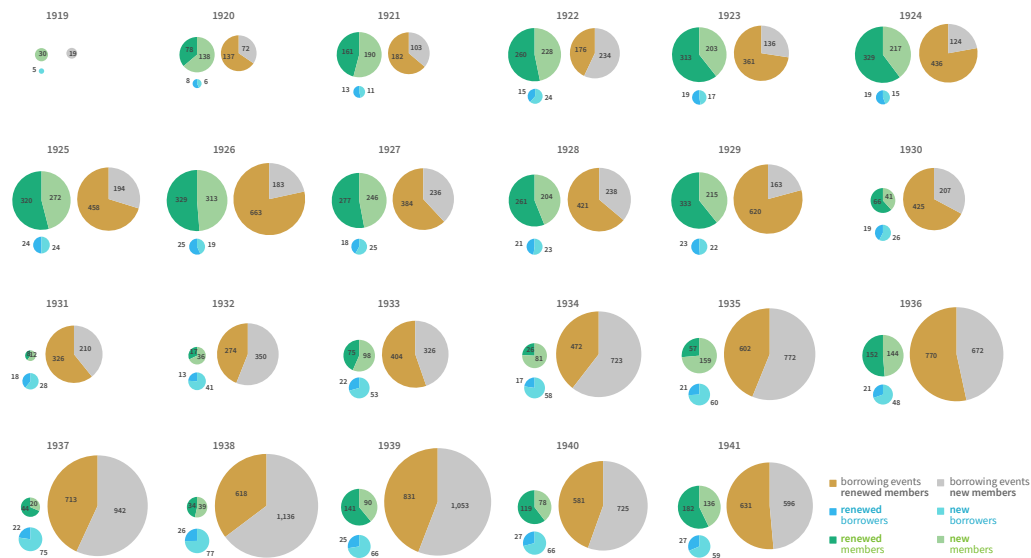 1919 1920 1921 1922 1923 1924
30 19 78 138 137 72 161 190 182 103 260 228 176 234 313 203 361 136 329 217 436 124
5 8 6 13 11 15 24 19 17 19 15
1925 1926 1927 1928 1929 1930
320 272 458 194 329 313 663 183 277 246 384 236 261 204 421 238 333 215 620 163 66 41 425 207
24 24 25 19 18 25 21 23 23 22 19 26
1931 1932 1933 1934 1935 1936
12 326 210 17 36 274 350 75 98 404 326 26 81 472 723 57 159 602 772 152 144 770 672
18 28 13 41 22 53 17 58 21 60 21 48
1937 1938 1939 1940 1941
44 20 713 942 34 39 618 1,136 141 90 831 1,053 119 78 581 725 182 136 631 596
22 75 26 77 25 66 27 66 27 59
borrowing events
renewed members
borrowing events
new members
renewed
borrowers
new
borrowers
renewed
members
new
members